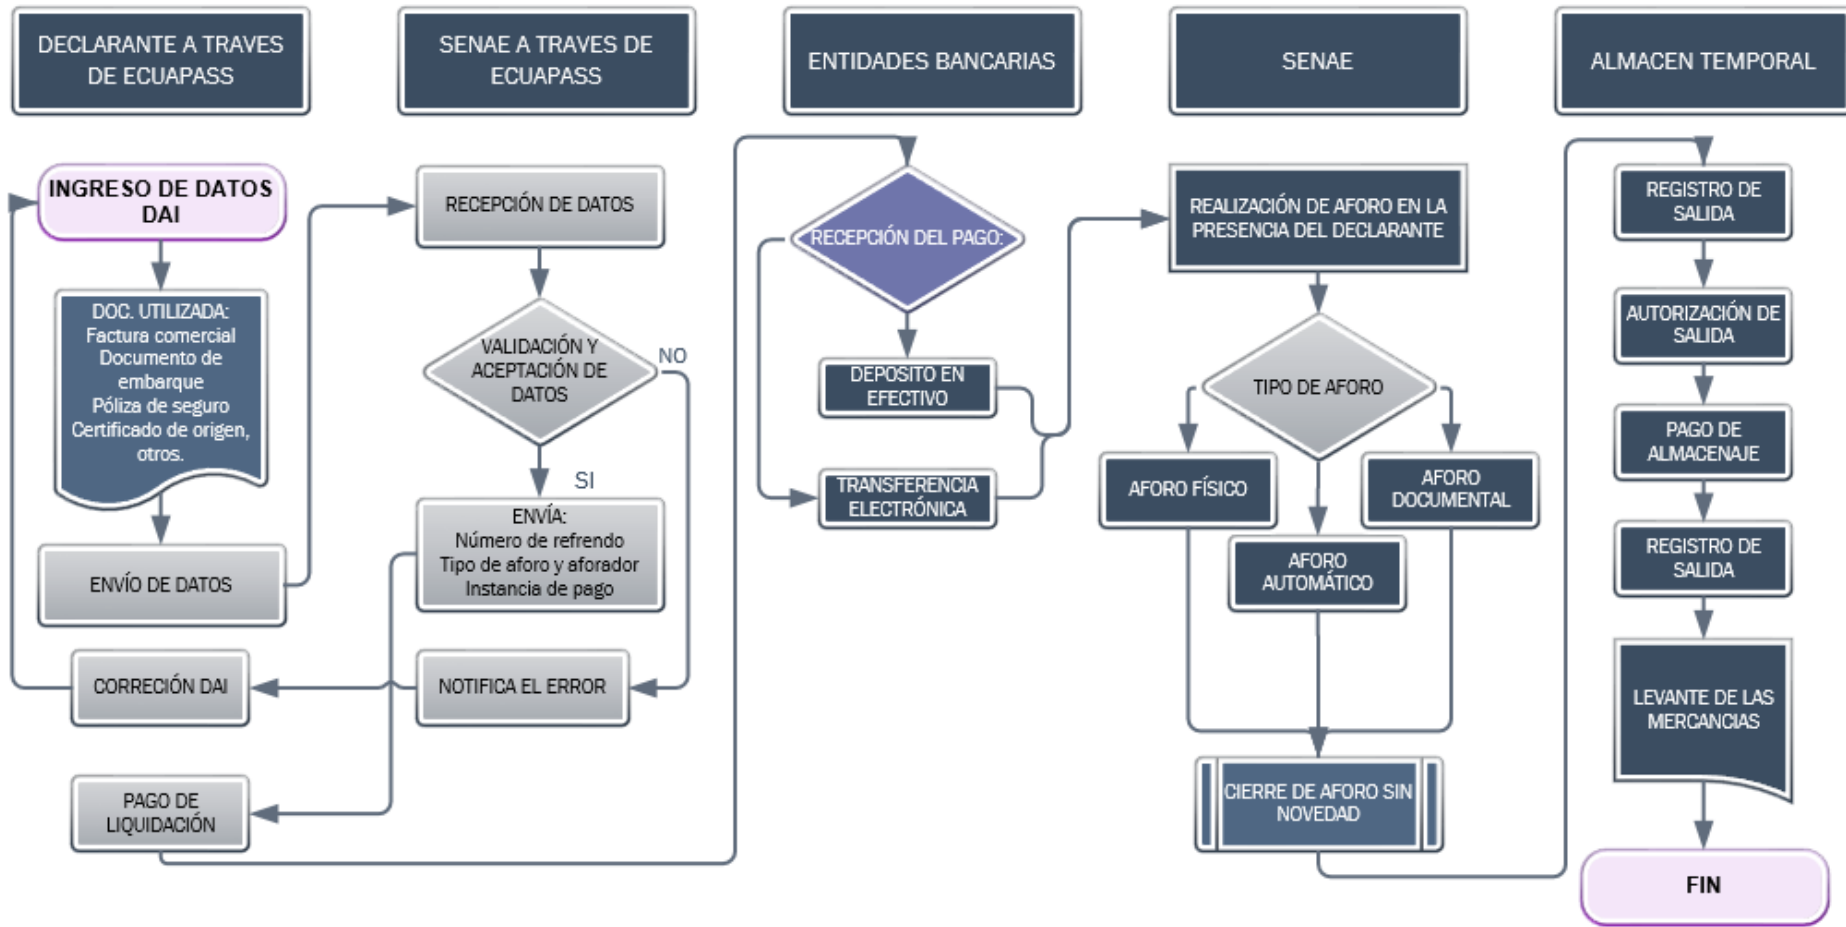 DECLARANTE A TRAVES
DE ECUAPASS
SENAE A TRAVES DE
ECUAPASS
ENTIDADES BANCARIAS
SENAE
ALMACEN TEMPORAL
INGRESO DE DATOS
DAI
DOC. UTILIZADA:
Factura comercial
Documento de
embarque
Póliza de seguro
Certificado de origen,
otros.
ENVÍO DE DATOS
CORRECIÓN DAI
PAGO DE
LIQUIDACIÓN
RECEPCIÓN DE DATOS
VALIDACIÓN Y
ACEPTACIÓN DE
DATOS
NO
SI
ENVÍA:
Número de refrendo
Tipo de aforo y aforador
Instancia de pago
NOTIFICA EL ERROR
RECEPCIÓN DEL PAGO:
DEPOSITO EN
EFECTIVO
TRANSFERENCIA
ELECTRÓNICA
REALIZACIÓN DE AFORO EN LA
PRESENCIA DEL DECLARANTE
TIPO DE AFORO
AFORO FÍSICO
AFORO
DOCUMENTAL
AFORO
AUTOMÁTICO
CIERRE DE AFORO SIN
NOVEDAD
REGISTRO DE
SALIDA
AUTORIZACIÓN DE
SALIDA
PAGO DE
ALMACENAJE
REGISTRO DE
SALIDA
LEVANTE DE LAS
MERCANCIAS
FIN